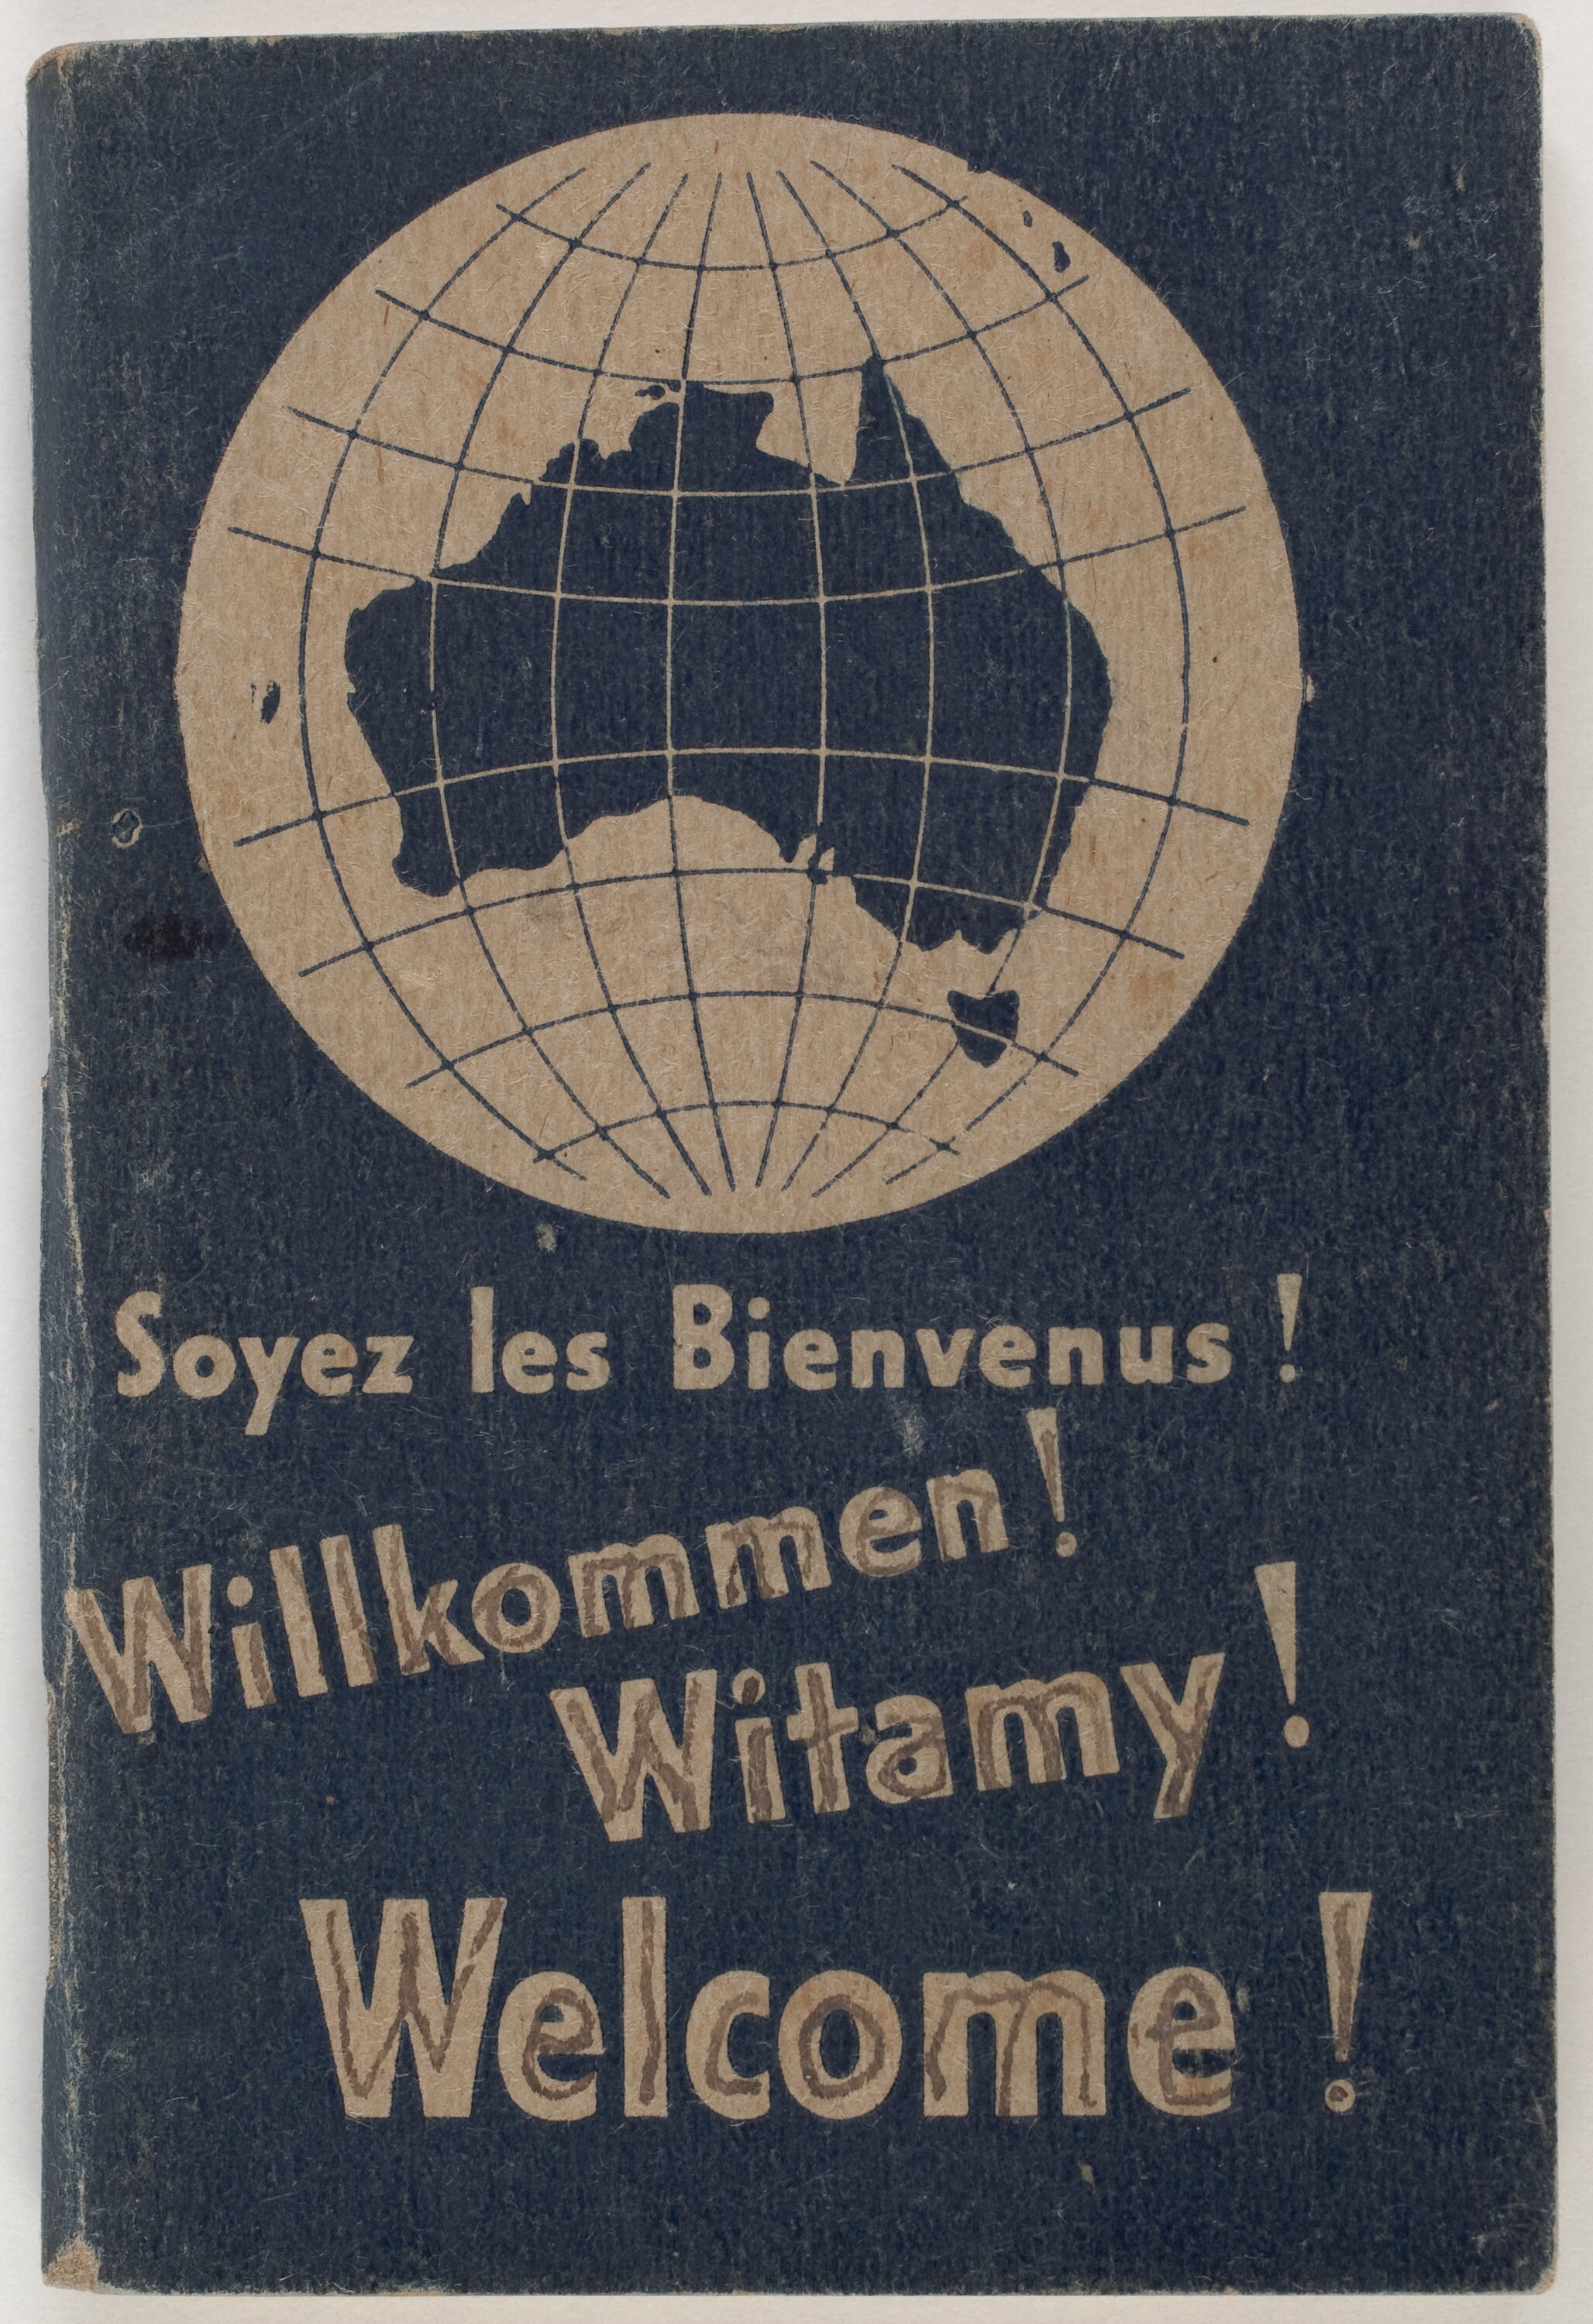 Soyez les Bienvenus !
Willkommen !
Witamy !
Welcome !